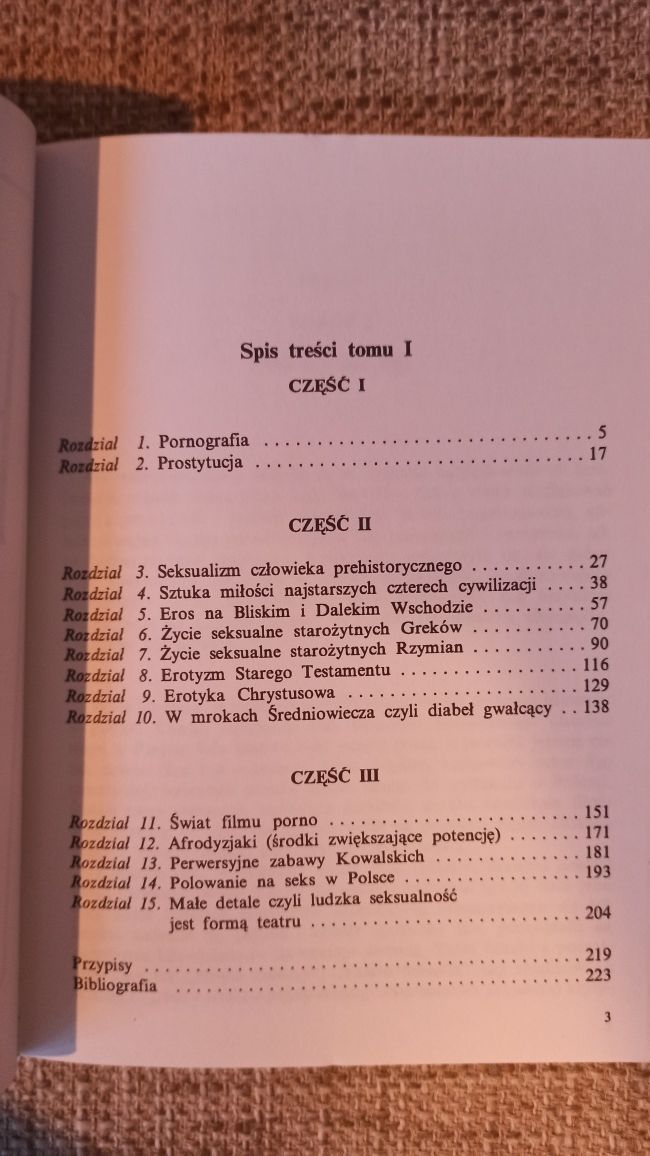 Spis treści tomu I
CZĘŚĆ I
Rozdział 1. Pornografia . . . . . . . . . . . . . . . . . . . . . . . . . . . . . . . 5
Rozdział 2. Prostytucja . . . . . . . . . . . . . . . . . . . . . . . . . . . . . . . 17
CZĘŚĆ II
Rozdział 3. Seksualizm człowieka prehistorycznego . . . . . . . . . . . 27
Rozdział 4. Sztuka miłości najstarszych czterech cywilizacji . . . . 38
Rozdział 5. Eros na Bliskim i Dalekim Wschodzie . . . . . . . . . . 57
Rozdział 6. Życie seksualne starożytnych Greków . . . . . . . . . . . 70
Rozdział 7. Życie seksualne starożytnych Rzymian . . . . . . . . . . . 90
Rozdział 8. Erotyzm Starego Testamentu . . . . . . . . . . . . . . . . . 116
Rozdział 9. Erotyka Chrystusowa . . . . . . . . . . . . . . . . . . . . . . 129
Rozdział 10. W mrokach Średniowiecza czyli diabeł gwałcący . . 138
CZĘŚĆ III
Rozdział 11. Świat filmu porno . . . . . . . . . . . . . . . . . . . . . . . . 151
Rozdział 12. Afrodyzjaki (środki zwiększające potencję) . . . . . . . 171
Rozdział 13. Perwersyjne zabawy Kowalskich . . . . . . . . . . . . . . 181
Rozdział 14. Polowanie na seks w Polsce . . . . . . . . . . . . . . . . . 193
Rozdział 15. Małe detale czyli ludzka seksualność
jest formą teatru . . . . . . . . . . . . . . . . . . . . . . . . . . 204
Przypisy . . . . . . . . . . . . . . . . . . . . . . . . . . . . . . . . . . . . . . . . . 219
Bibliografia . . . . . . . . . . . . . . . . . . . . . . . . . . . . . . . . . . . . . . 223
3